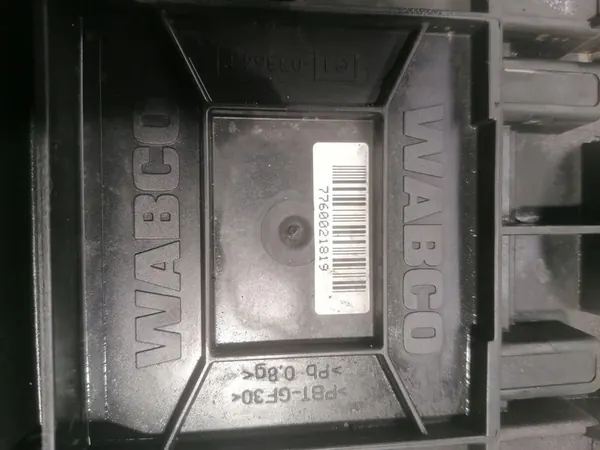 WABCO
WABCO
7760021819
>PBT-GF30<
>Pb 0.8g<